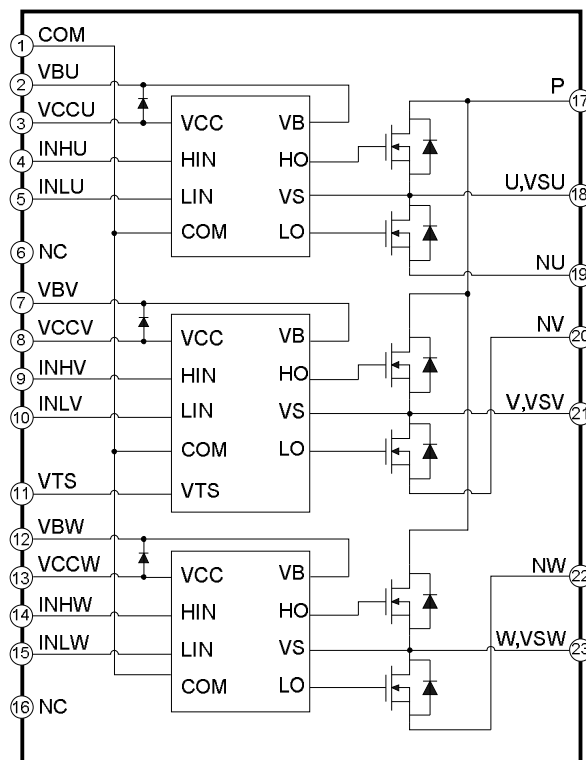 1 COM
2 VBU
3 VCCU
4 INHU
5 INLU
6 NC
7 VBV
8 VCCV
9 INHV
10 INLV
11 VTS
12 VBW
13 VCCW
14 INHW
15 INLW
16 NC
VCC VB
HIN HO
LIN VS
COM LO
VCC VB
HIN HO
LIN VS
COM LO
VTS
VCC VB
HIN HO
LIN VS
COM LO
P 17
U,VSU 18
NU 19
NV 20
V,VSV 21
NW 22
W,VSW 23